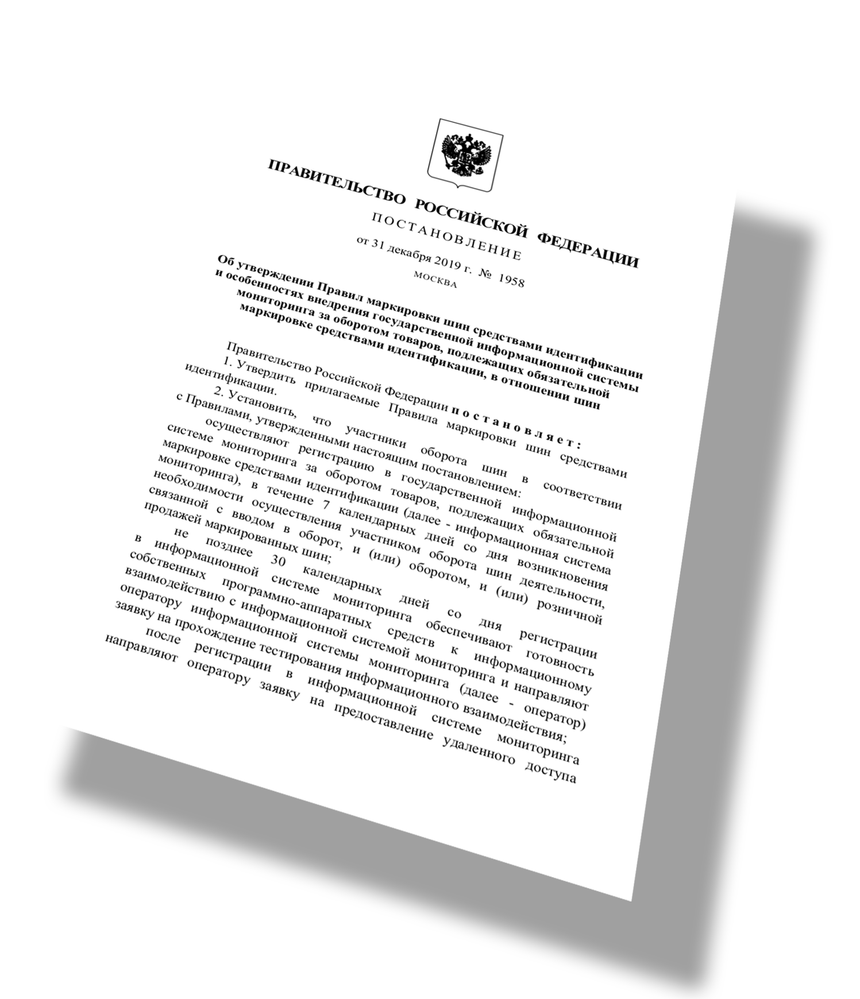 ПРАВИТЕЛЬСТВО РОССИЙСКОЙ ФЕДЕРАЦИИ
ПОСТАНОВЛЕНИЕ
от 31 декабря 2019 г. № 1958
МОСКВА
Об утверждении Правил маркировки шин средствами идентификации
и особенностях внедрения государственной информационной системы
мониторинга за оборотом товаров, подлежащих обязательной
маркировке средствами идентификации, в отношении шин
Правительство Российской Федерации постановляет:
1. Утвердить прилагаемые Правила маркировки шин средствами
идентификации.
2. Установить, что участники оборота шин в соответствии
с Правилами, утвержденными настоящим постановлением:
осуществляют регистрацию в государственной информационной
системе мониторинга за оборотом товаров, подлежащих обязательной
маркировке средствами идентификации (далее - информационная система
мониторинга), в течение 7 календарных дней со дня возникновения
необходимости осуществления участником оборота шин деятельности,
связанной с вводом в оборот, и (или) оборотом, и (или) розничной
продажей маркированных шин;
не позднее 30 календарных дней со дня регистрации
в информационной системе мониторинга обеспечивают готовность
собственных программно-аппаратных средств к информационному
взаимодействию с информационной системой мониторинга и направляют
оператору информационной системы мониторинга (далее - оператор)
заявку на прохождение тестирования информационного взаимодействия;
после регистрации в информационной системе мониторинга
направляют оператору заявку на предоставление удаленного доступа